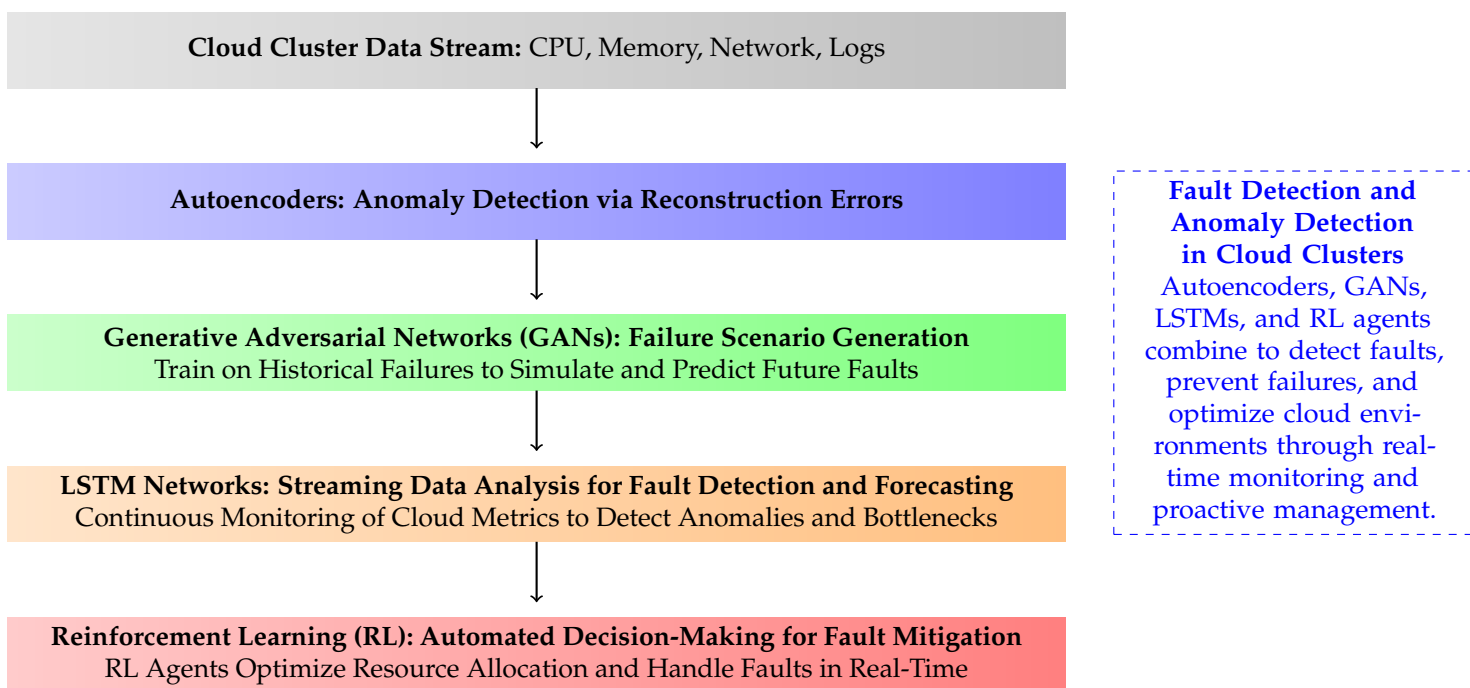 Cloud Cluster Data Stream: CPU, Memory, Network, Logs
Autoencoders: Anomaly Detection via Reconstruction Errors
Generative Adversarial Networks (GANs): Failure Scenario Generation
Train on Historical Failures to Simulate and Predict Future Faults
LSTM Networks: Streaming Data Analysis for Fault Detection and Forecasting
Continuous Monitoring of Cloud Metrics to Detect Anomalies and Bottlenecks
Reinforcement Learning (RL): Automated Decision-Making for Fault Mitigation
RL Agents Optimize Resource Allocation and Handle Faults in Real-Time
Fault Detection and
Anomaly Detection
in Cloud Clusters
Autoencoders, GANs,
LSTMs, and RL agents
combine to detect faults,
prevent failures, and
optimize cloud envi-
ronments through real-
time monitoring and
proactive management.